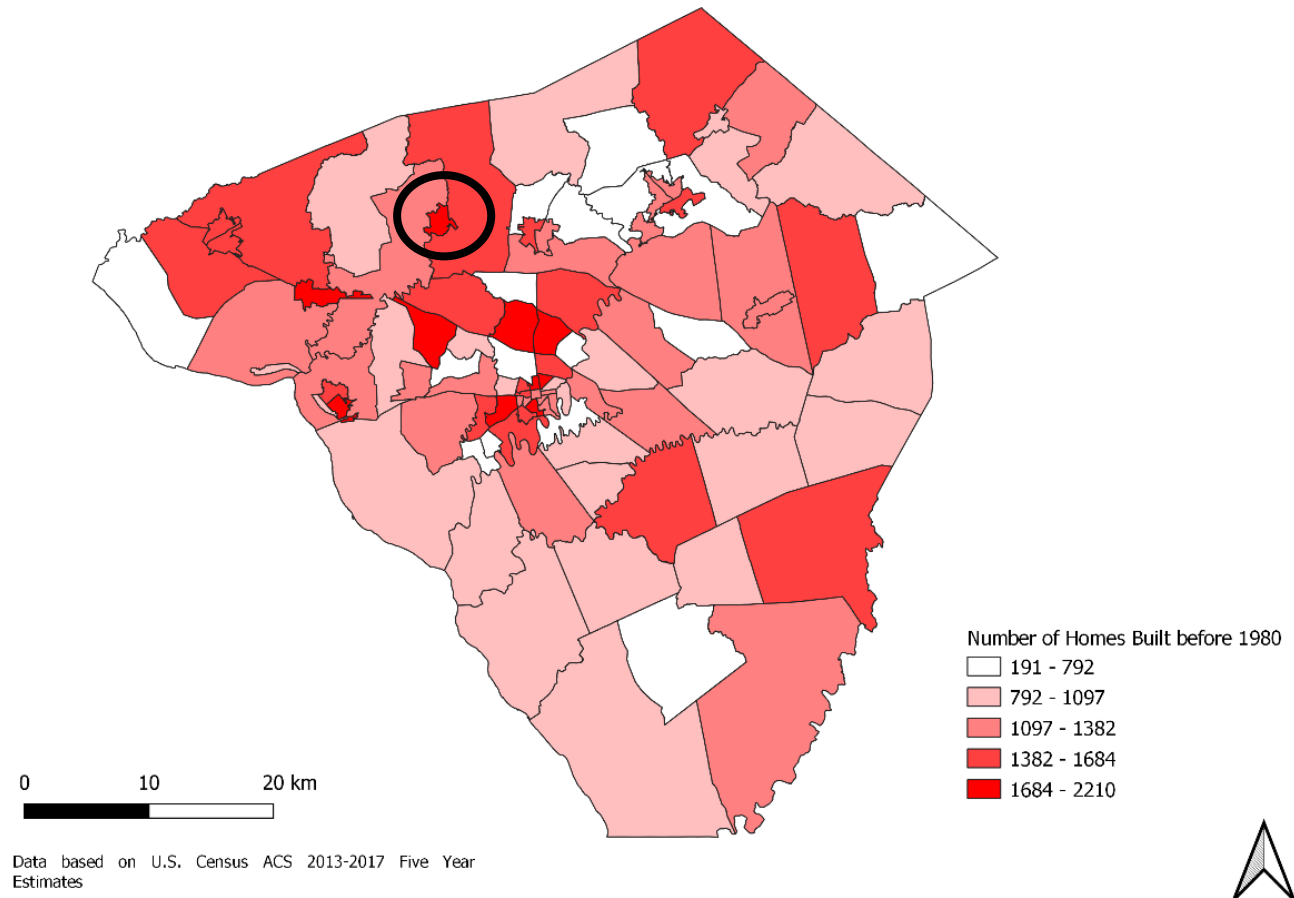 Number of Homes Built before 1980
191 - 792
792 - 1097
1097 - 1382
1382 - 1684
1684 - 2210
0 10 20 km
Data based on U.S. Census ACS 2013-2017 Five Year
Estimates